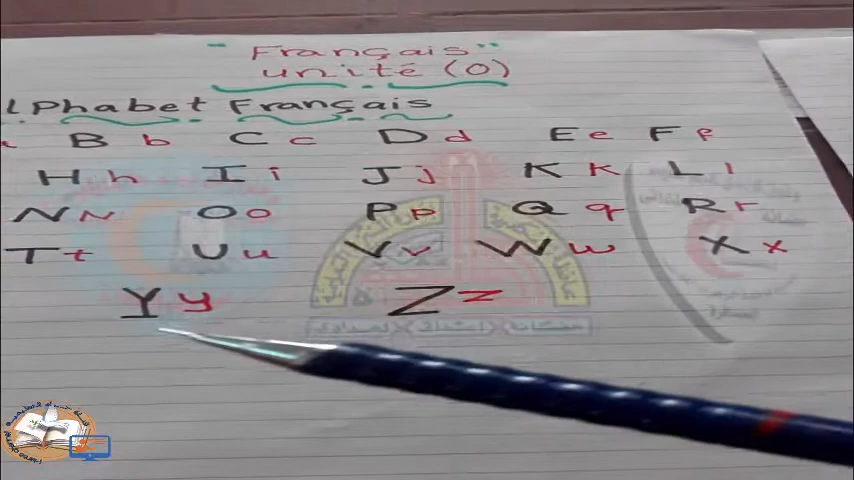 "Français"
unité (0)
lphabet Français
a B b C c D d E e F f
H h I i J j K k L l
N n O o P p Q q R r
T t U u V v W w X x
Y y Z z